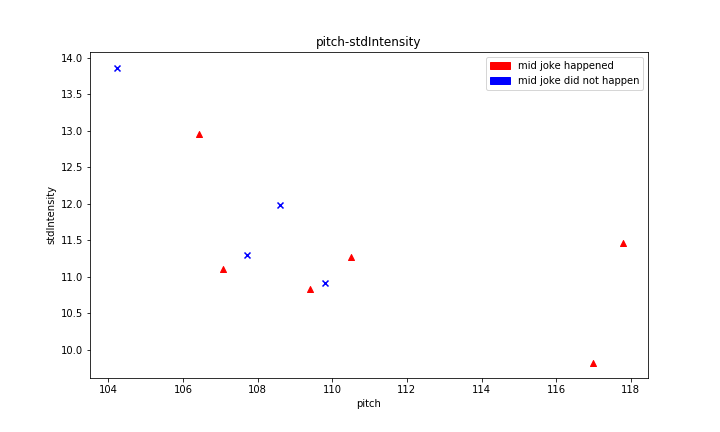 pitch-stdIntensity
mid joke happened
mid joke did not happen
stdIntensity
14.0
13.5
13.0
12.5
12.0
11.5
11.0
10.5
10.0
104 106 108 110 112 114 116 118
pitch